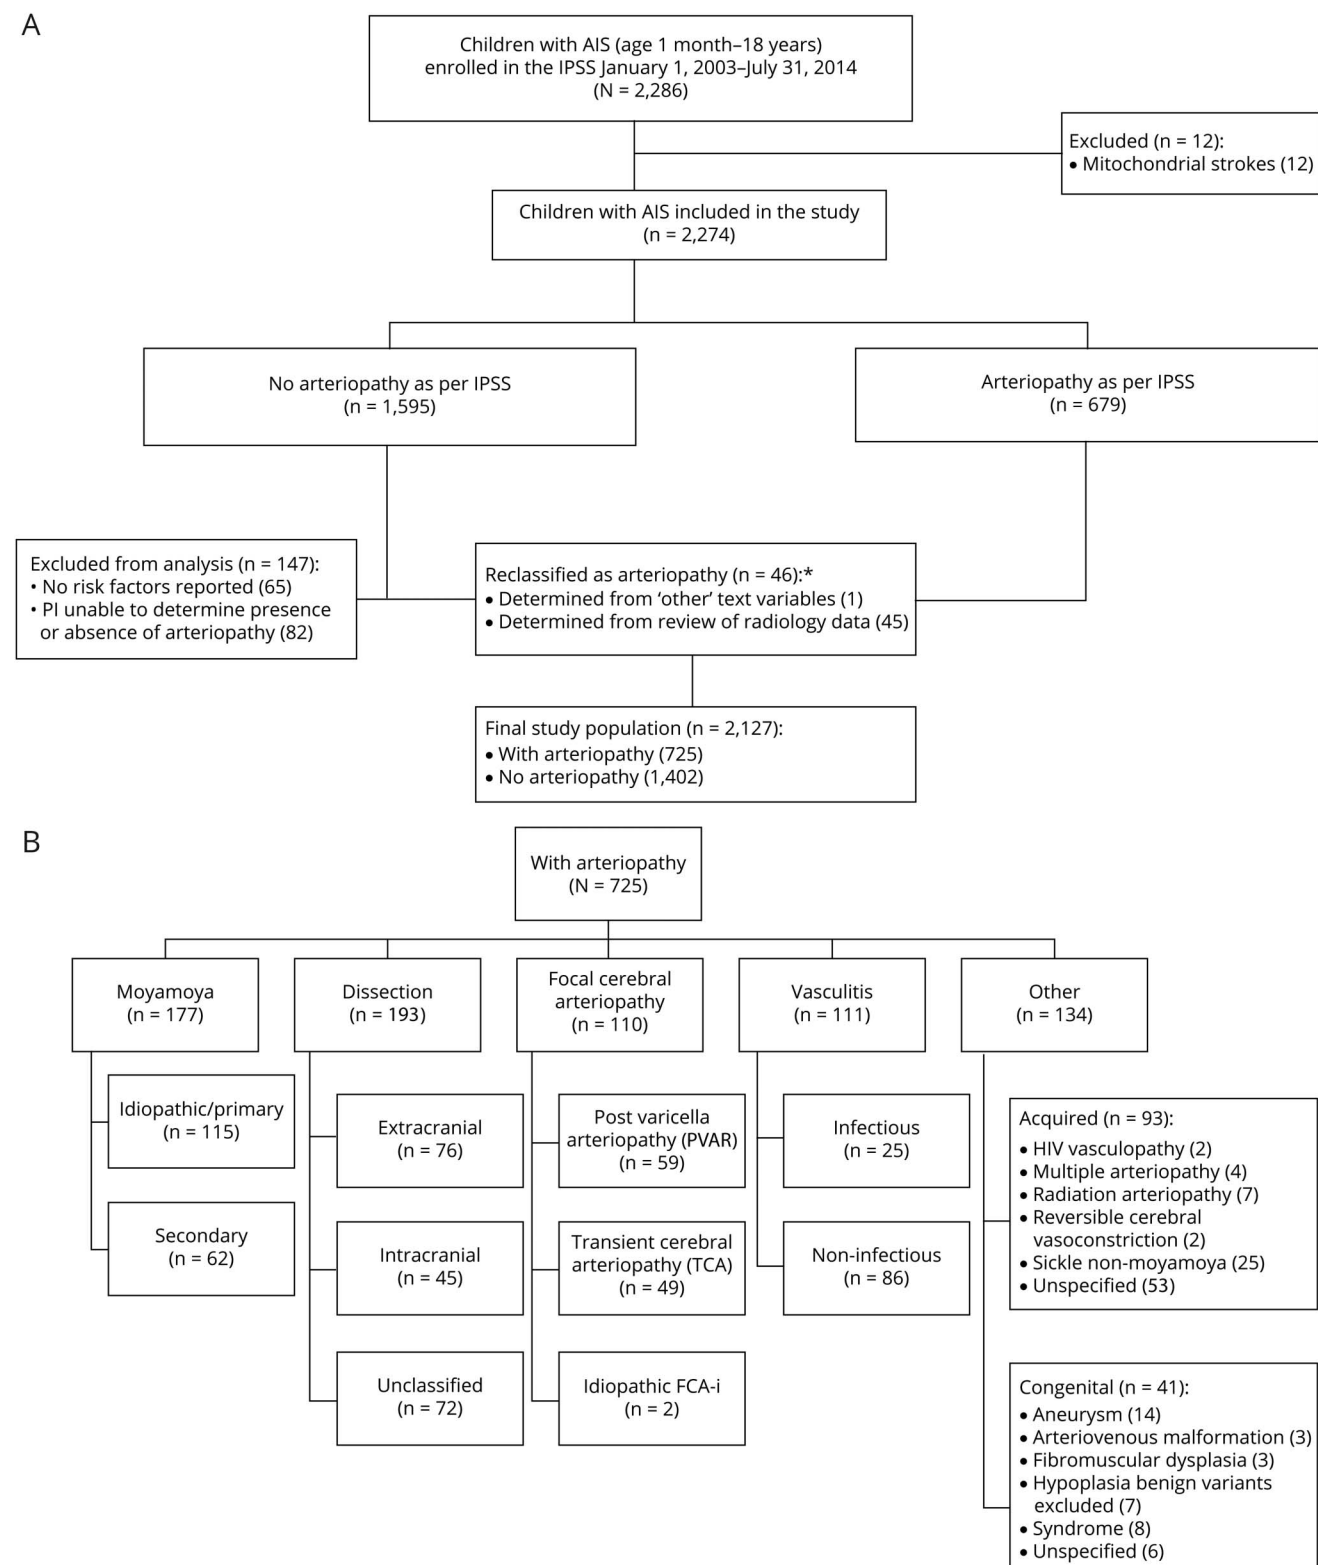 A
Children with AIS (age 1 month–18 years)
enrolled in the IPSS January 1, 2003–July 31, 2014
(N = 2,286)
Excluded (n = 12):
• Mitochondrial strokes (12)
Children with AIS included in the study
(n = 2,274)
No arteriopathy as per IPSS
(n = 1,595)
Arteriopathy as per IPSS
(n = 679)
Excluded from analysis (n = 147):
• No risk factors reported (65)
• PI unable to determine presence
or absence of arteriopathy (82)
Reclassified as arteriopathy (n = 46):*
• Determined from ‘other’ text variables (1)
• Determined from review of radiology data (45)
Final study population (n = 2,127):
• With arteriopathy (725)
• No arteriopathy (1,402)
B
With arteriopathy
(N = 725)
Moyamoya
(n = 177)
Idiopathic/primary
(n = 115)
Secondary
(n = 62)
Dissection
(n = 193)
Extracranial
(n = 76)
Intracranial
(n = 45)
Unclassified
(n = 72)
Focal cerebral
arteriopathy
(n = 110)
Post varicella
arteriopathy (PVAR)
(n = 59)
Transient cerebral
arteriopathy (TCA)
(n = 49)
Idiopathic FCA-i
(n = 2)
Vasculitis
(n = 111)
Infectious
(n = 25)
Non-infectious
(n = 86)
Other
(n = 134)
Acquired (n = 93):
• HIV vasculopathy (2)
• Multiple arteriopathy (4)
• Radiation arteriopathy (7)
• Reversible cerebral
vasoconstriction (2)
• Sickle non-moyamoya (25)
• Unspecified (53)
Congenital (n = 41):
• Aneurysm (14)
• Arteriovenous malformation (3)
• Fibromuscular dysplasia (3)
• Hypoplasia benign variants
excluded (7)
• Syndrome (8)
• Unspecified (6)